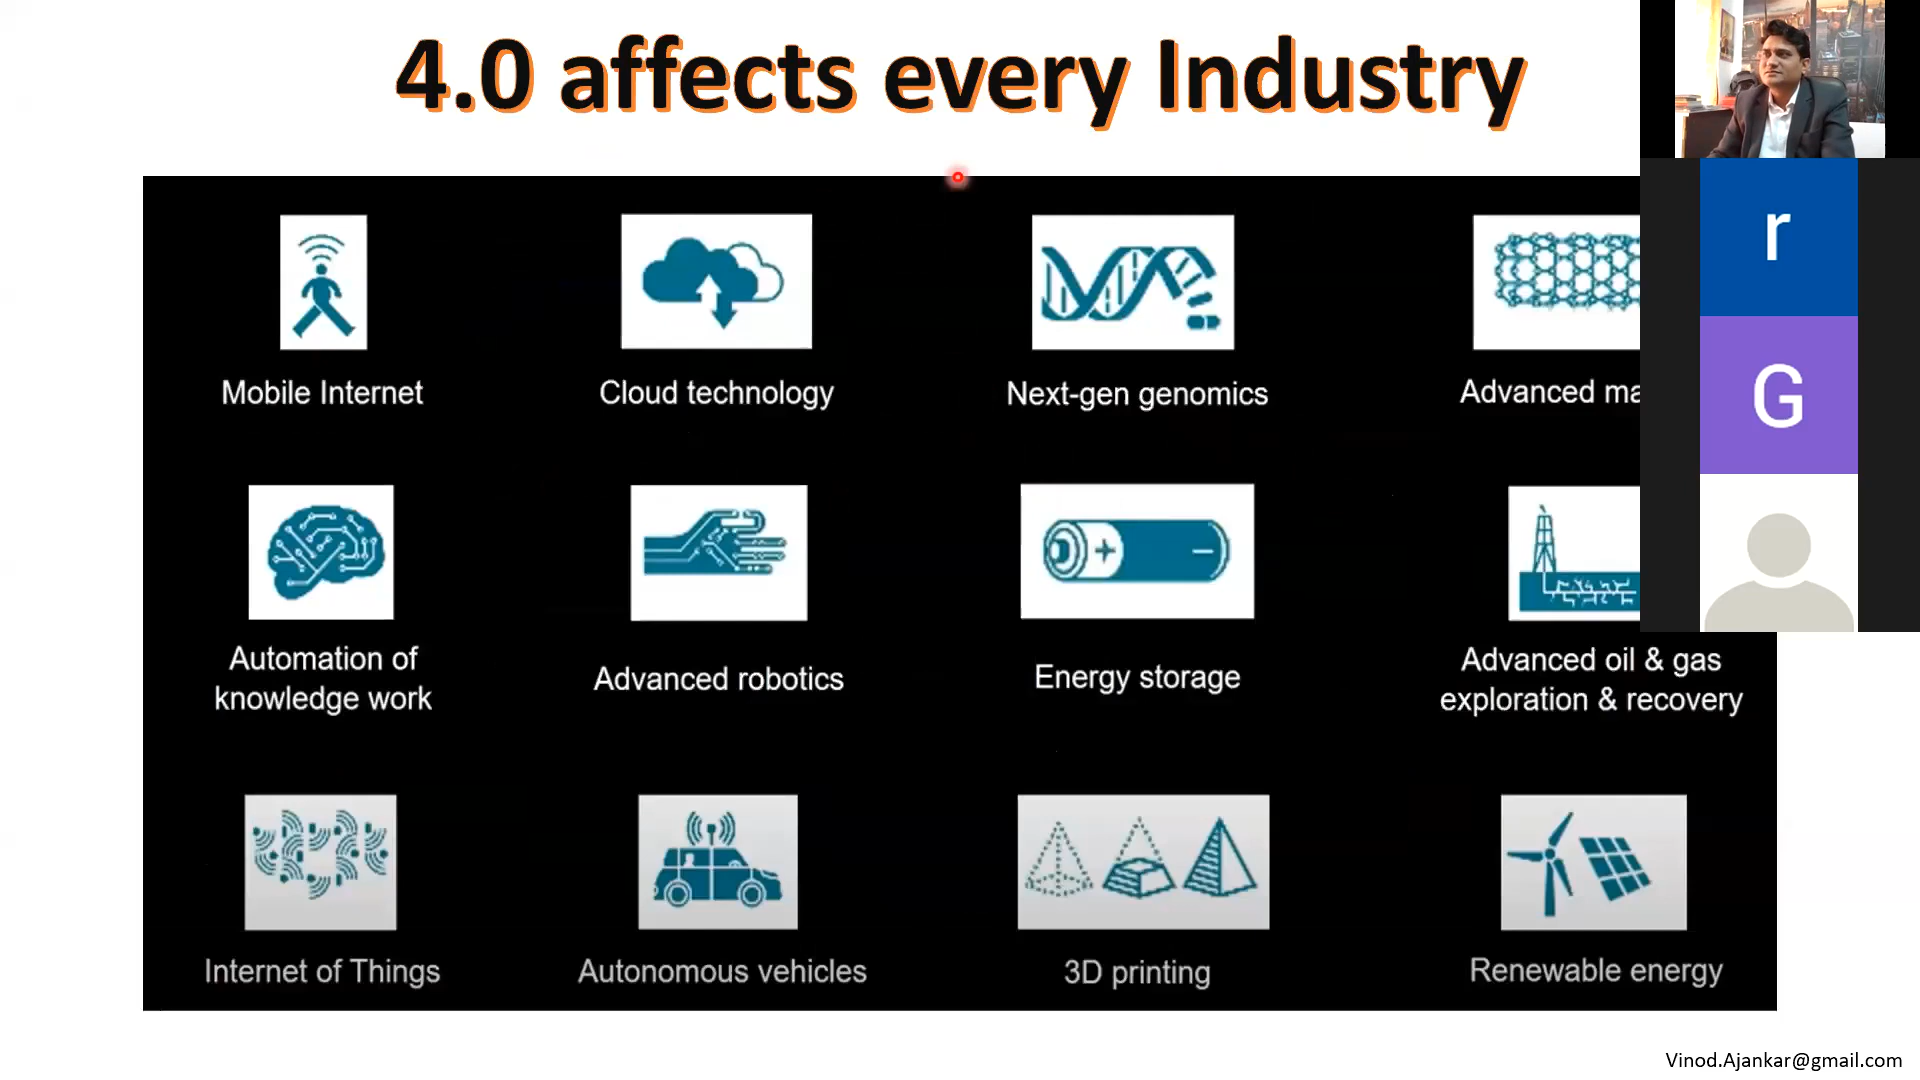 4.0 affects every Industry
Mobile Internet
Cloud technology
Next-gen genomics
Advanced
Automation of
knowledge work
Advanced robotics
Energy storage
Advanced oil & gas
exploration & recovery
Internet of Things
Autonomous vehicles
3D printing
Renewable energy
r
G
Vinod.Ajankar@gmail.com